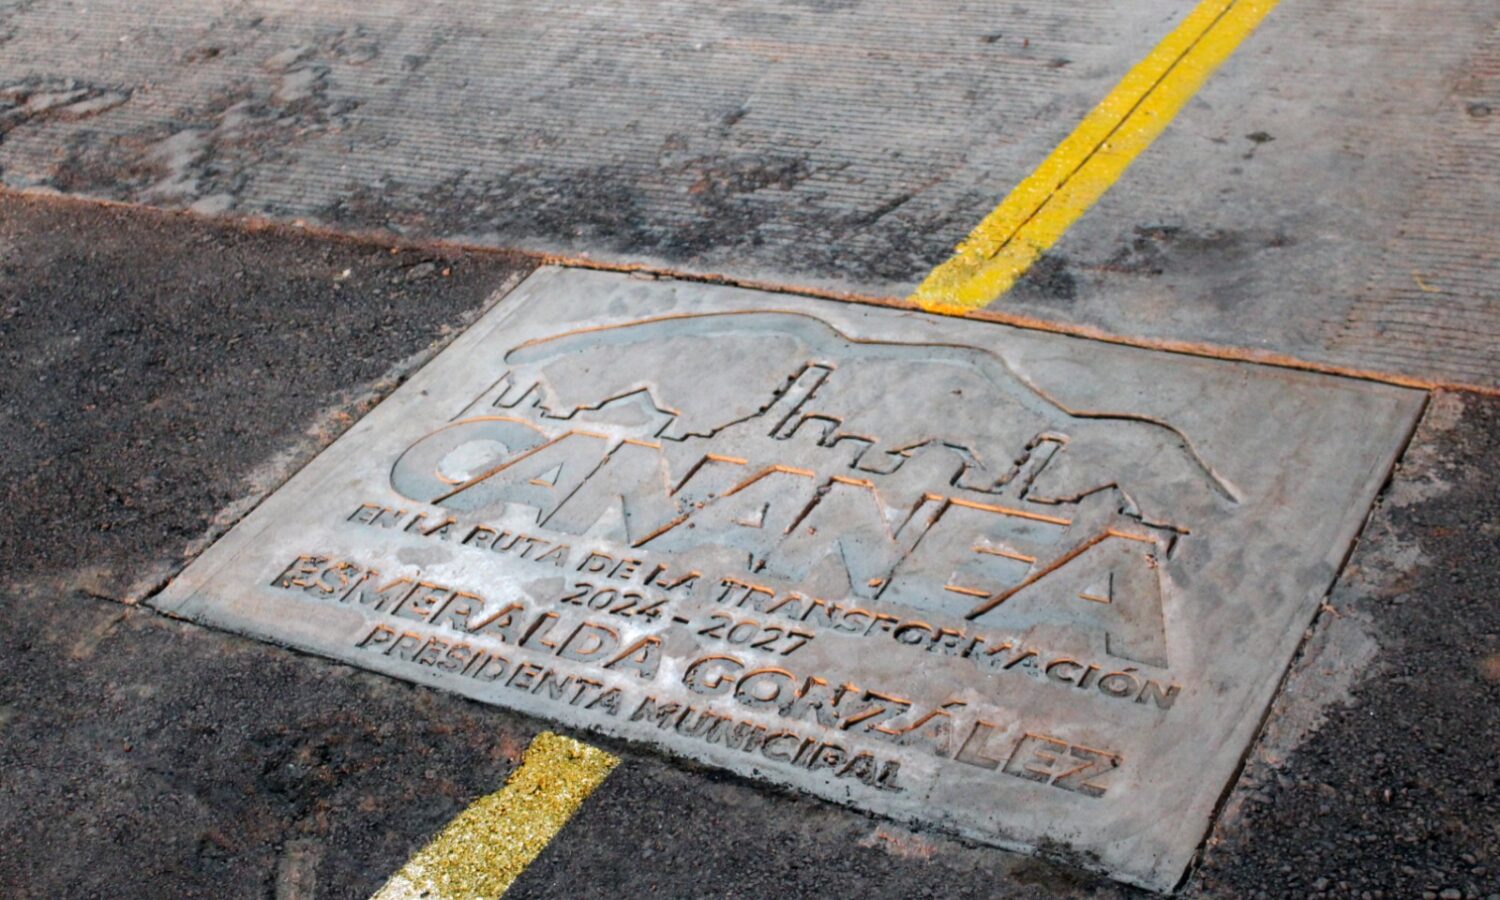 CANANEA
EN LA RUTA DE LA TRANSFORMACIÓN
2024 - 2027
ESMERALDA GONZÁLEZ
PRESIDENTA MUNICIPAL